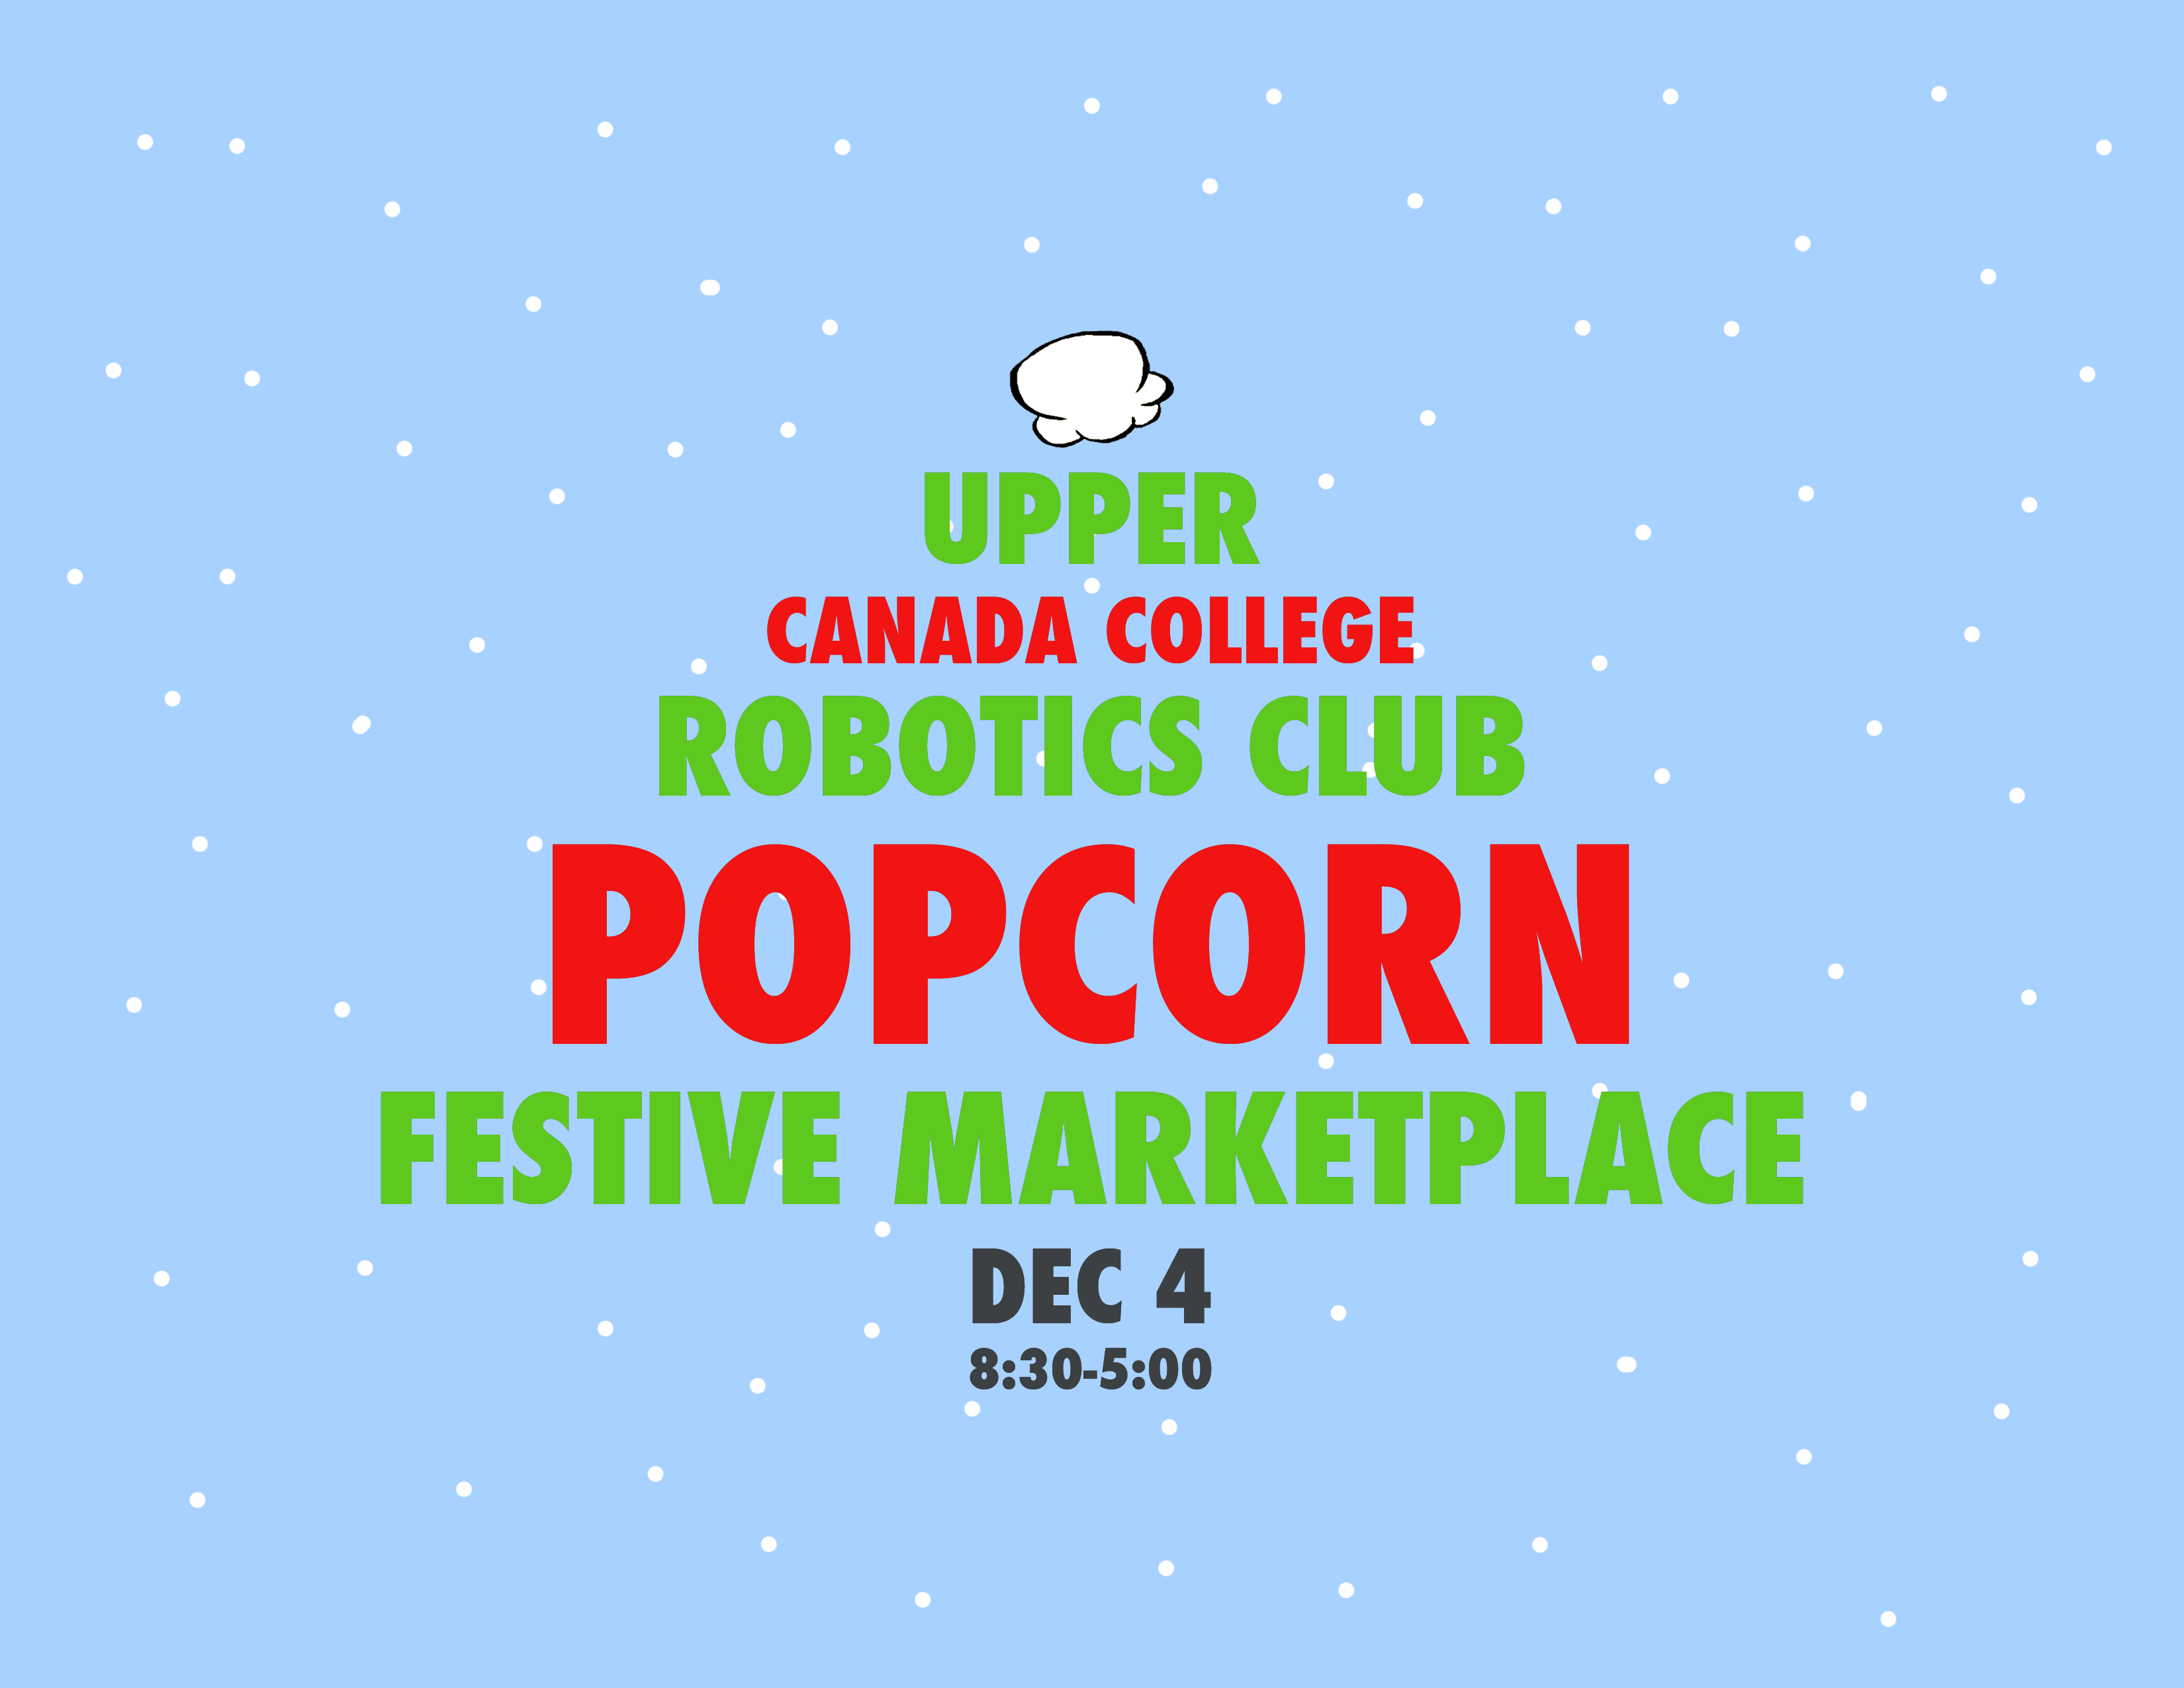 UPPER
CANADA COLLEGE
ROBOTICS CLUB
POPCORN
FESTIVE MARKETPLACE
DEC 4
8:30-5:00